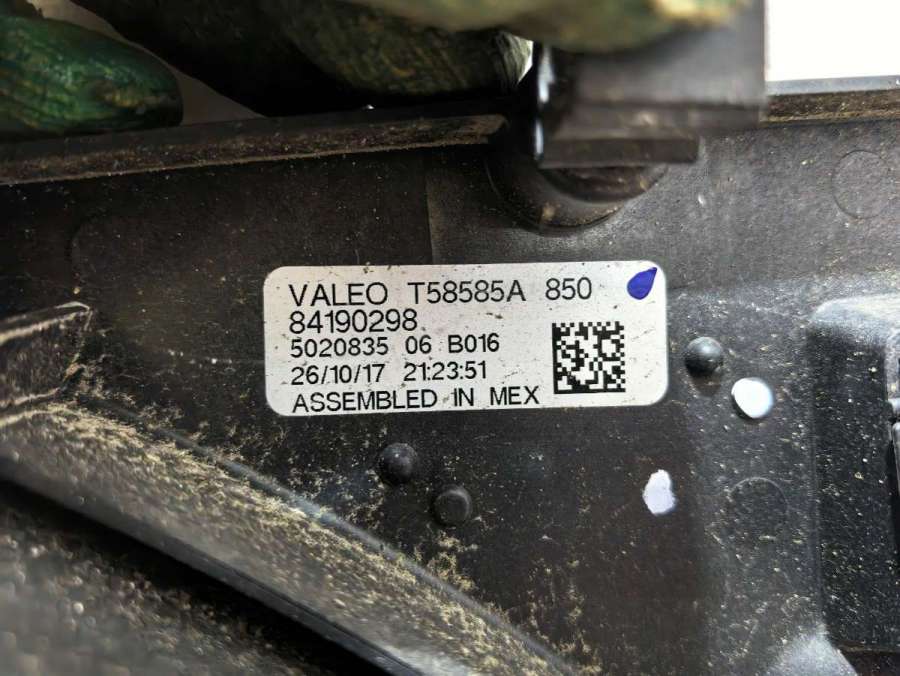 VALEO T58585A 850
84190298
5020835 06 B016
26/10/17 21:23:51
ASSEMBLED IN MEX